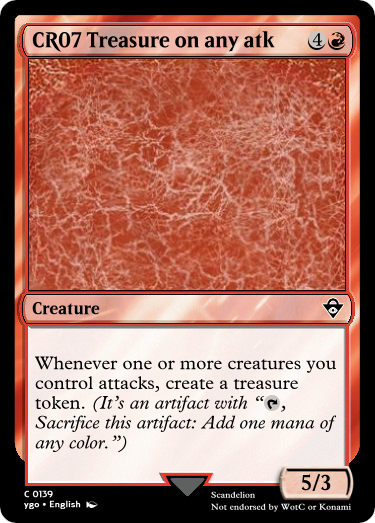 CR07 Treasure on any atk 4
Creature
Whenever one or more creatures you
control attacks, create a treasure
token. (It's an artifact with “,
Sacrifice this artifact: Add one mana of
any color.”)
5/3
C 0139
ygo • English
Scandelion
Not endorsed by WotC or Konami